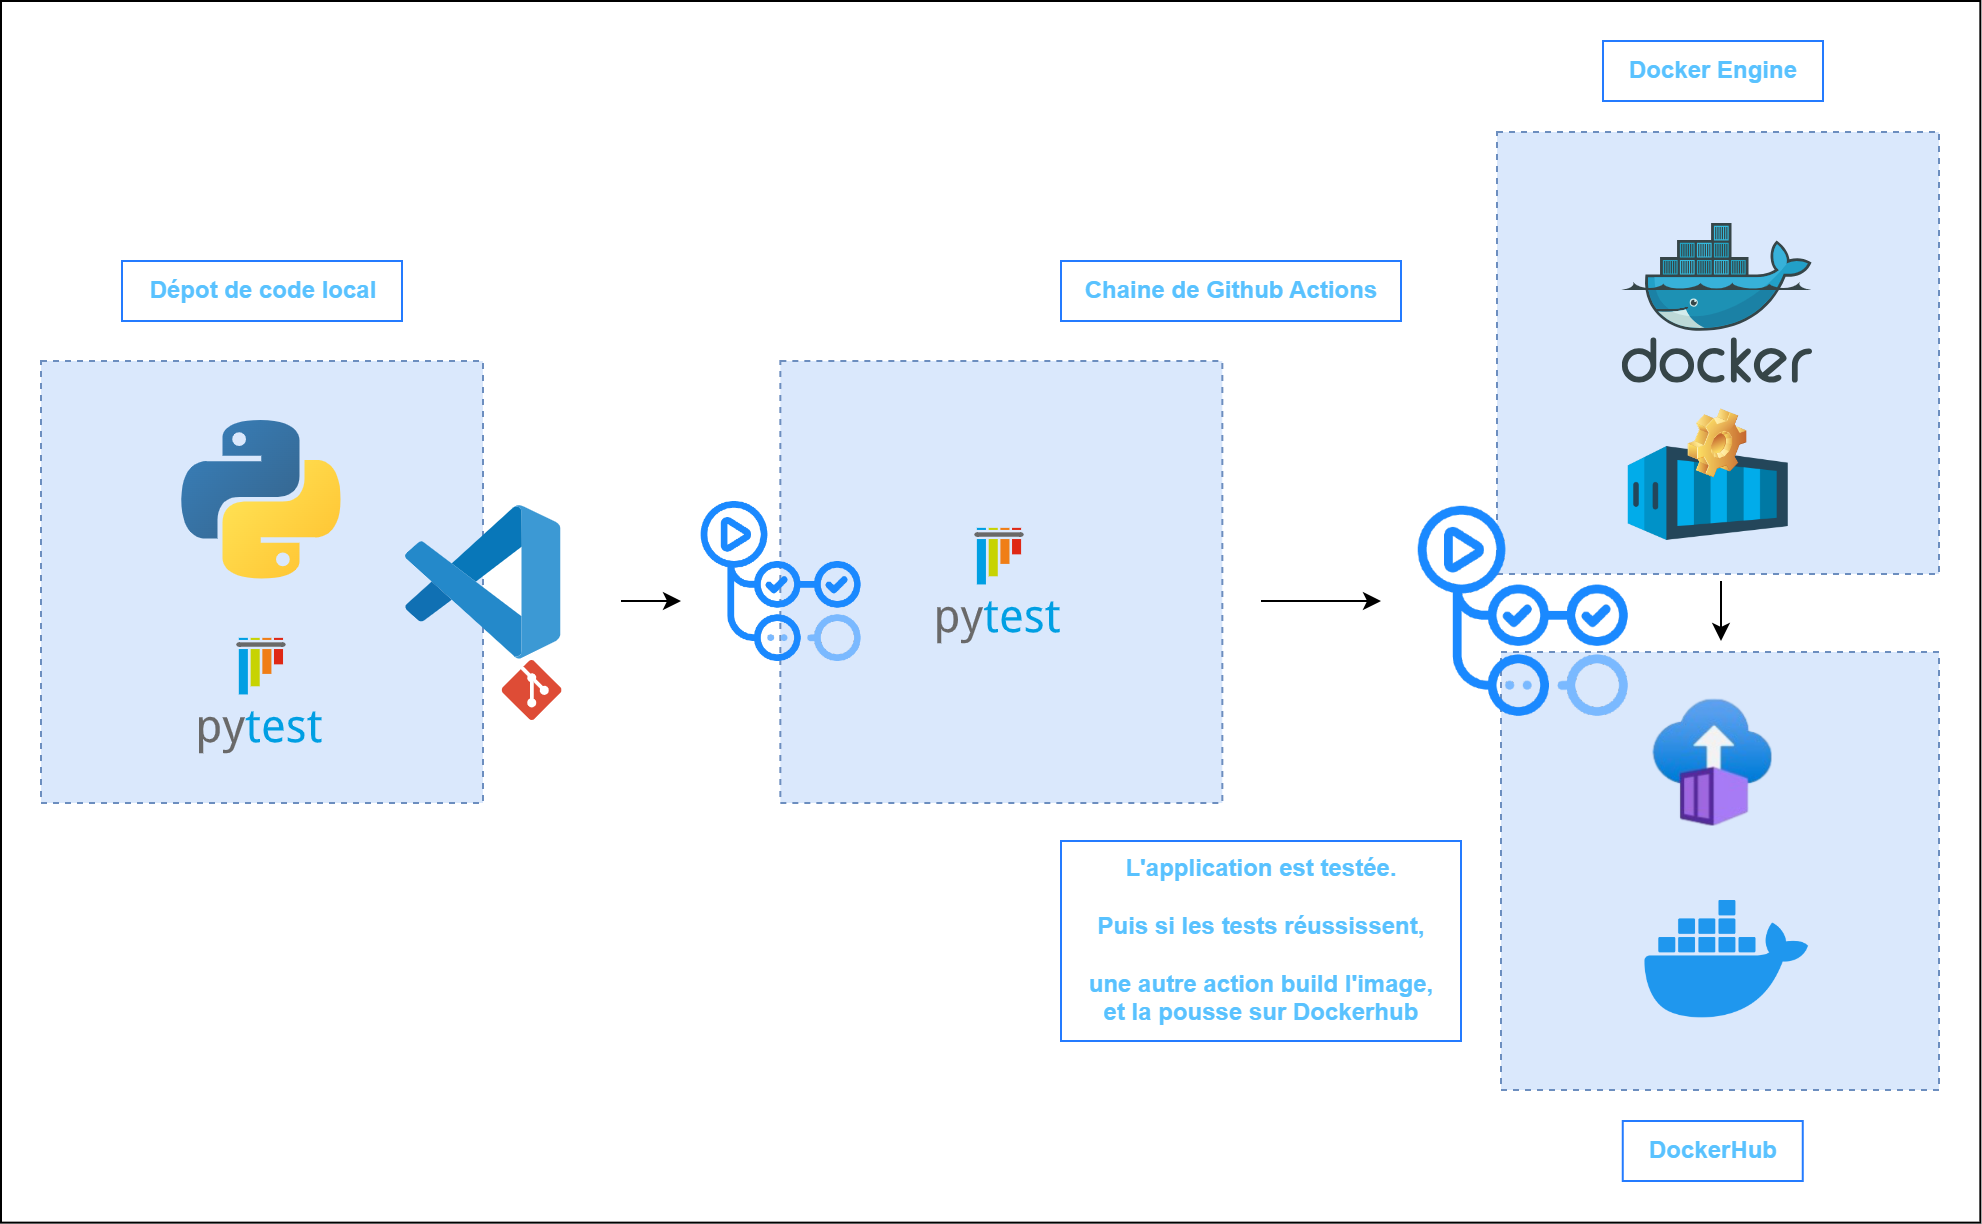 Docker Engine
Dépot de code local
Chaine de Github Actions
docker
pytest
pytest
L'application est testée.
Puis si les tests réussissent,
une autre action build l'image,
et la pousse sur Dockerhub
DockerHub